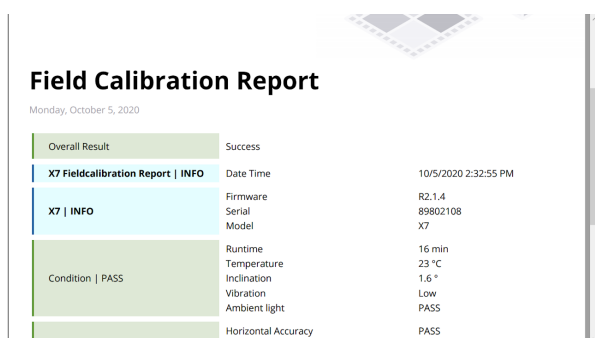 Field Calibration Report
Monday, October 5, 2020
Overall Result Success
X7 Fieldcalibration Report | INFO Date Time 10/5/2020 2:32:55 PM
X7 | INFO
Firmware R2.1.4
Serial 89802108
Model X7
Condition | PASS
Runtime 16 min
Temperature 23 °C
Inclination 1.6 °
Vibration Low
Ambient light PASS
Horizontal Accuracy PASS